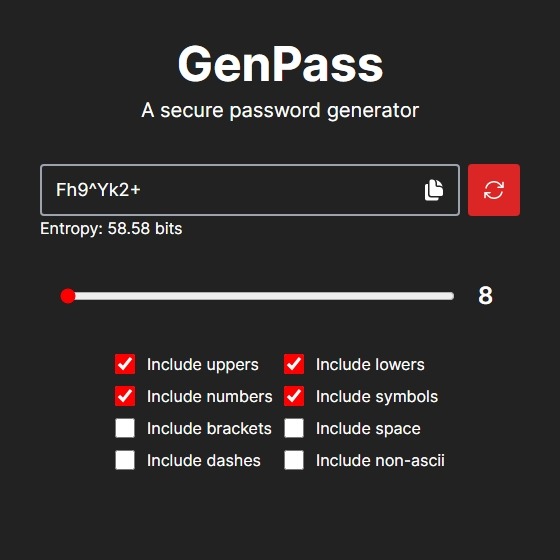 GenPass
A secure password generator
Fh9^Yk2+
Entropy: 58.58 bits
8
Include uppers Include lowers
Include numbers Include symbols
Include brackets Include space
Include dashes Include non-ascii